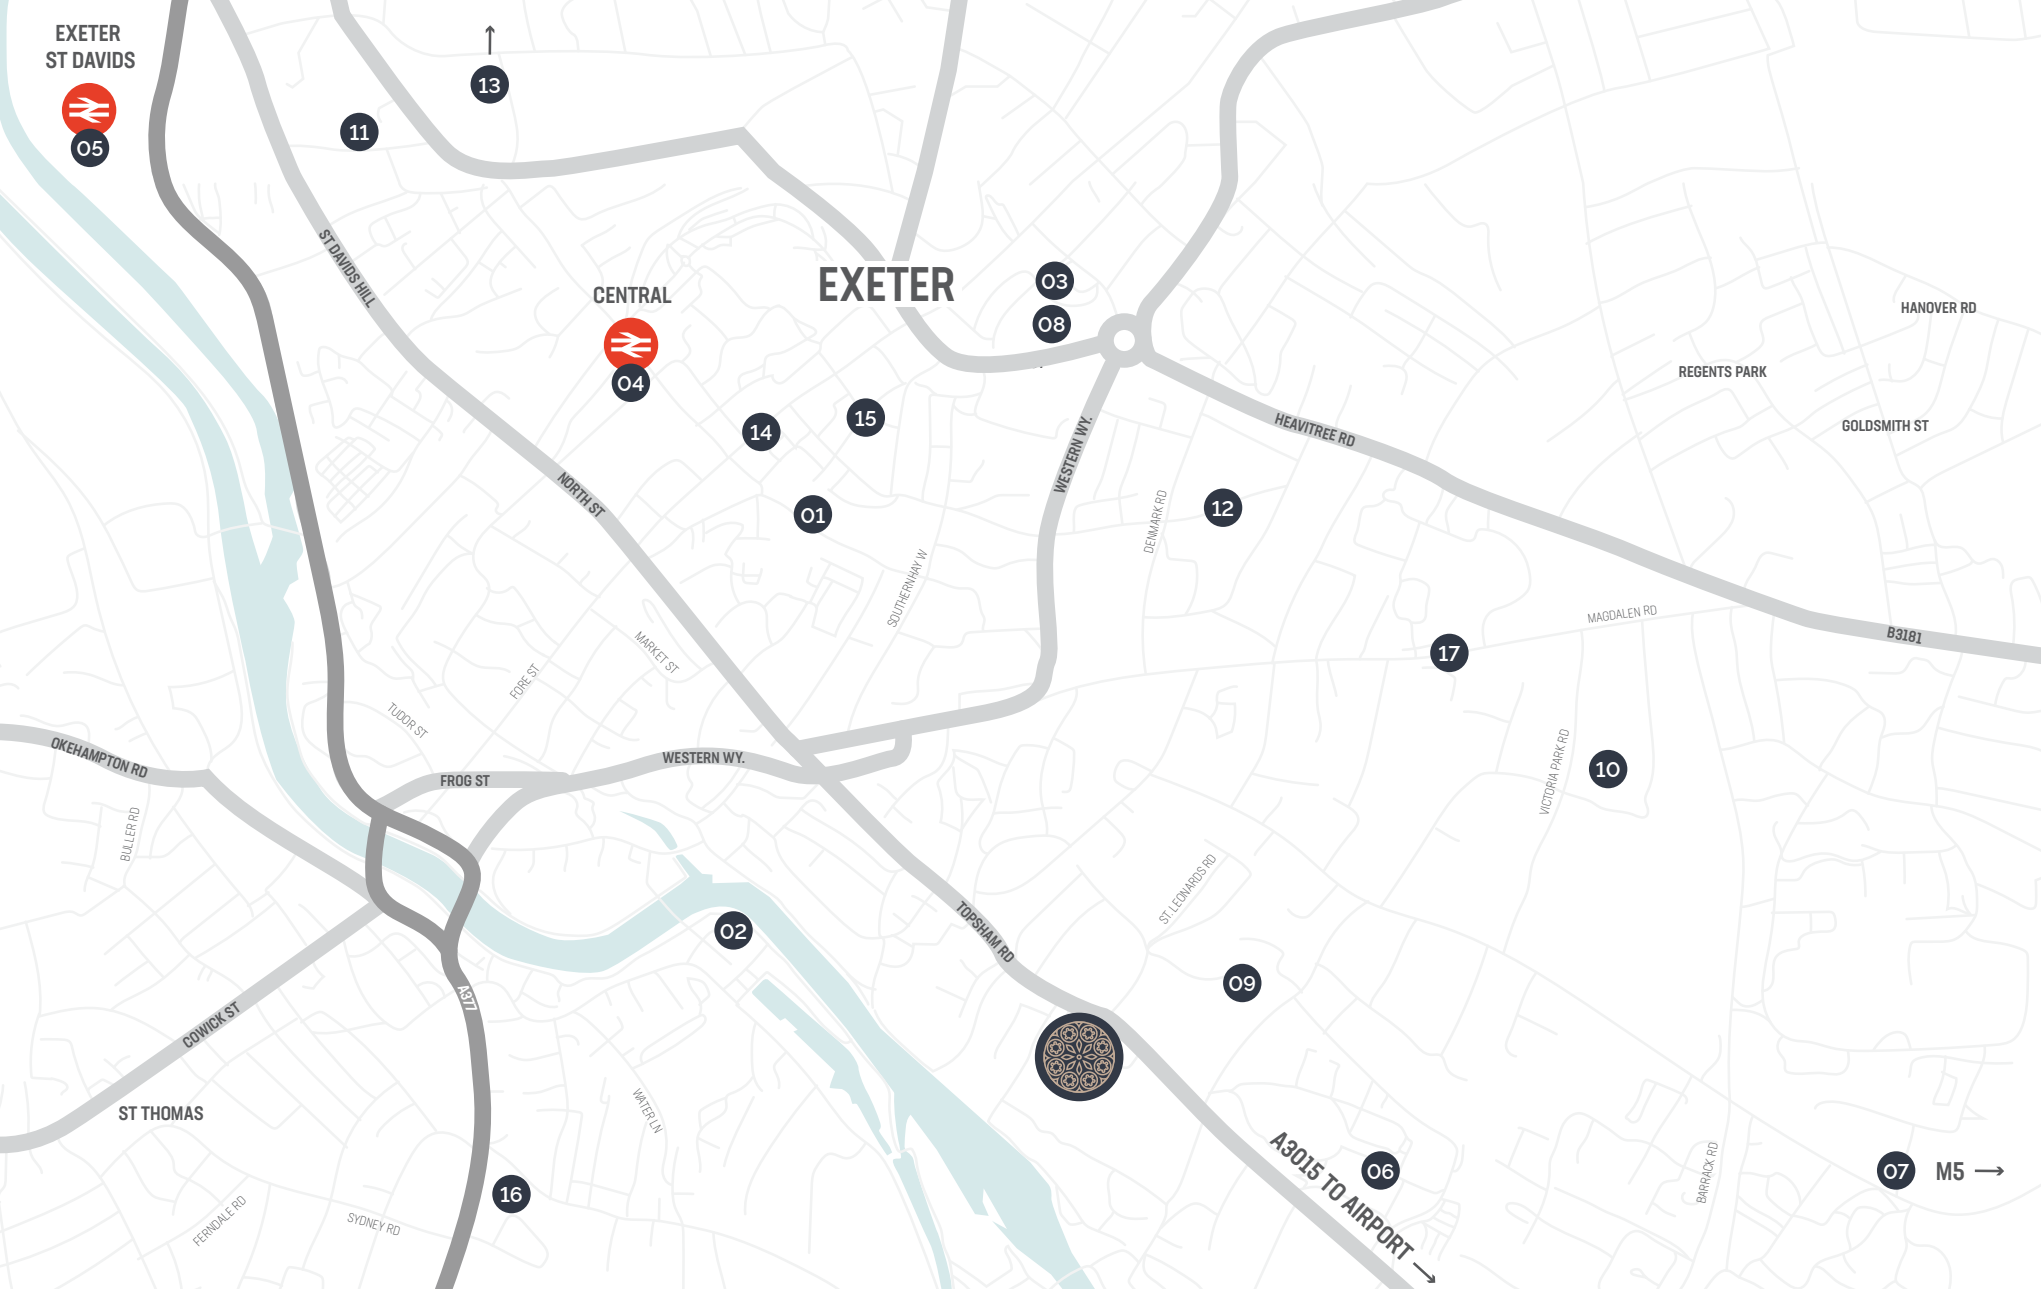 EXETER
ST DAVIDS
05
13
11
ST DAVIDS HILL
CENTRAL
04
EXETER
03
08
HANOVER RD
REGENTS PARK
GOLDSMITH ST
14
15
WESTERN WY.
HEAVITREE RD
NORTH ST
01
DENMARK RD
12
SOUTHERNHAY W
MARKET ST
FORE ST
TUDOR ST
MAGDALEN RD
17
B3181
OKEHAMPTON RD
FROG ST
WESTERN WY.
VICTORIA PARK RD
10
BULLER RD
ST. LEONARDS RD
02
TOPSHAM RD
09
A377
COWICK ST
ST THOMAS
WATER LN
A3015 TO AIRPORT →
06
BARRACK RD
07
M5 →
16
FERNDALE RD
SYDNEY RD